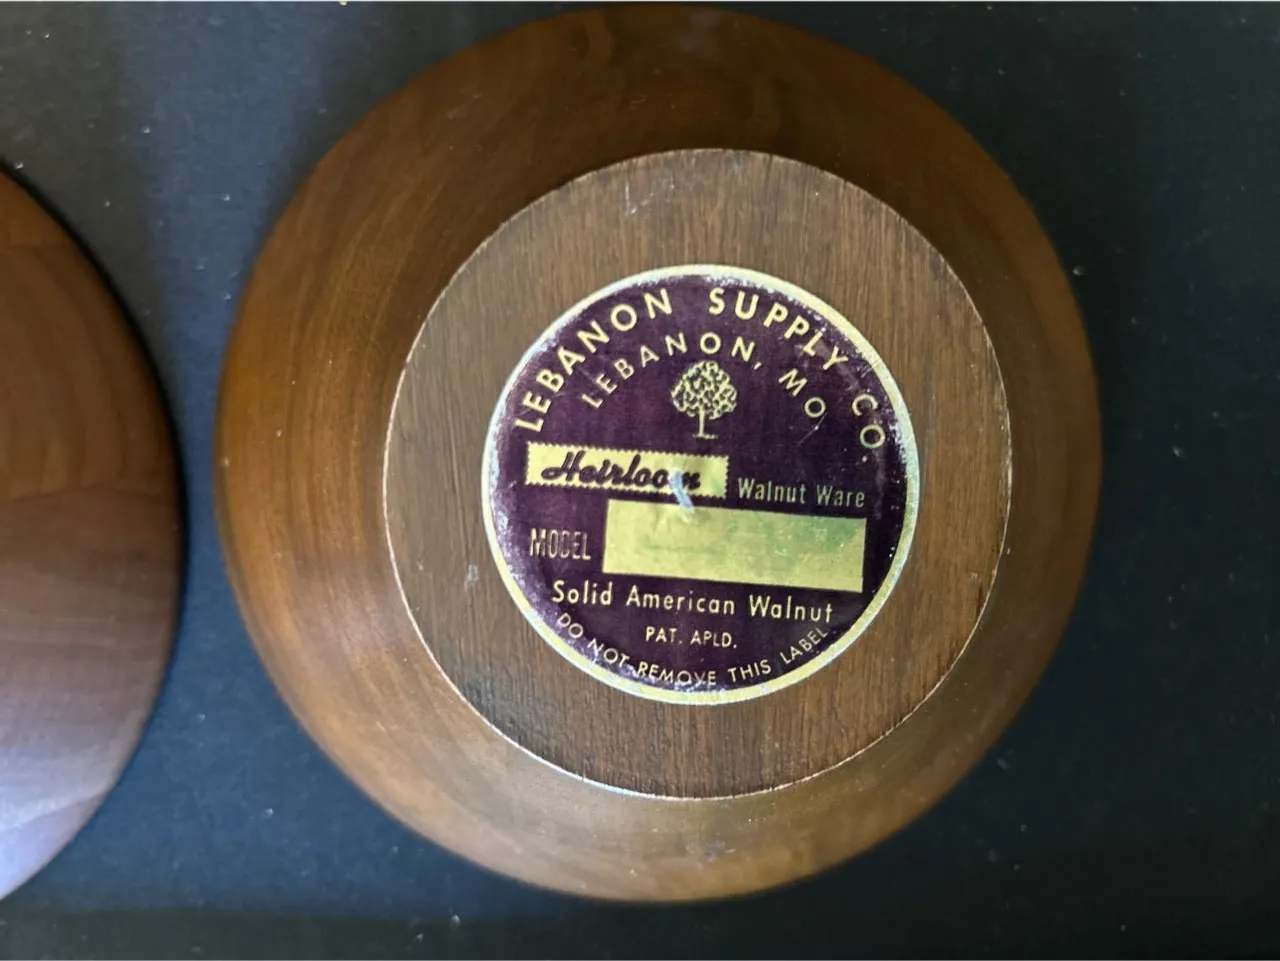 LEBANON SUPPLY CO.
LEBANON, MO
Heirloom Walnut Ware
MODEL
Solid American Walnut
PAT. APLD.
DO NOT REMOVE THIS LABEL